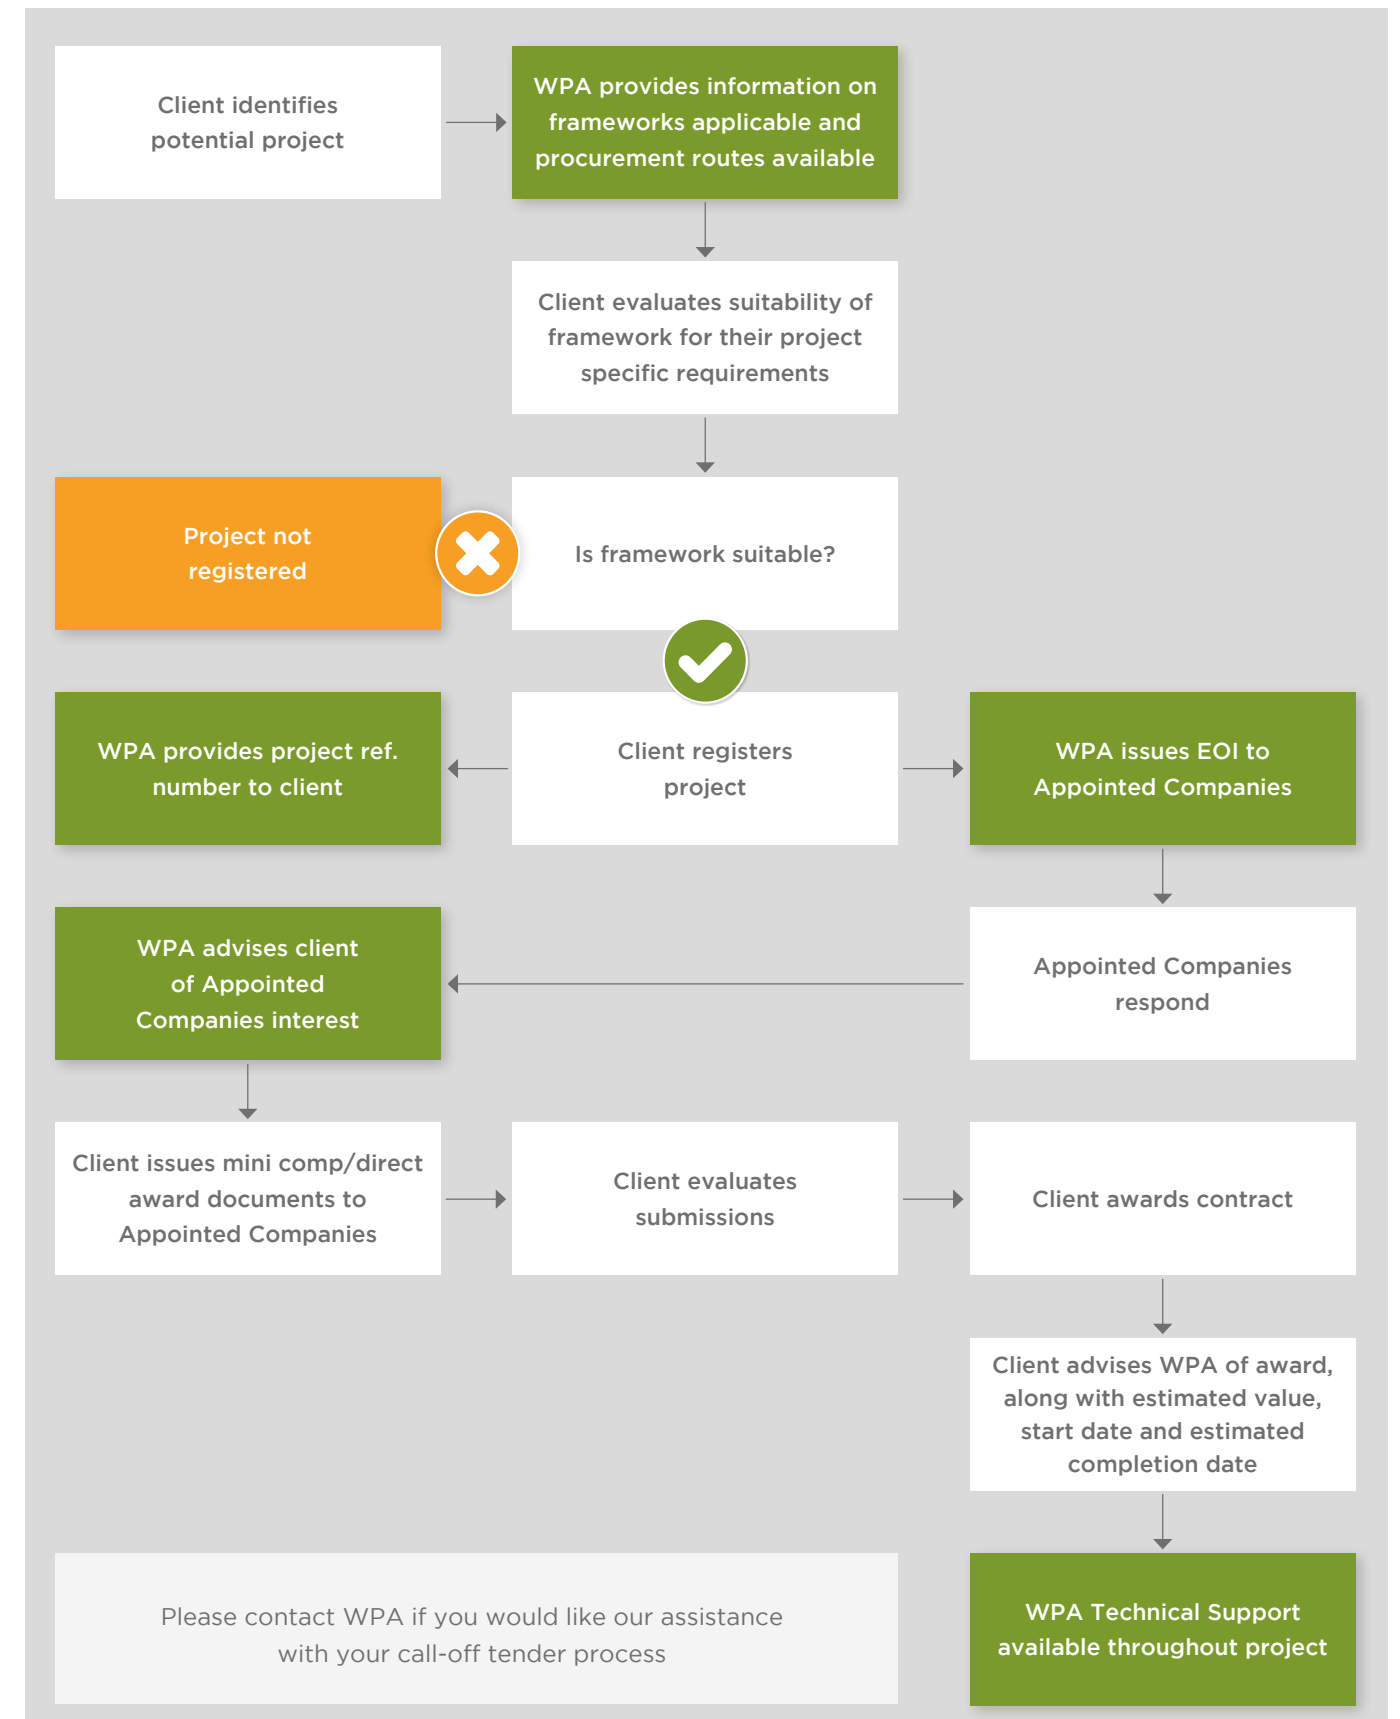 Client identifies
potential project
WPA provides information on
frameworks applicable and
procurement routes available
Client evaluates suitability of
framework for their project
specific requirements
Project not
registered
Is framework suitable?
WPA provides project ref.
number to client
Client registers
project
WPA issues EOI to
Appointed Companies
WPA advises client
of Appointed
Companies interest
Appointed Companies
respond
Client issues mini comp/direct
award documents to
Appointed Companies
Client evaluates
submissions
Client awards contract
Client advises WPA of award,
along with estimated value,
start date and estimated
completion date
Please contact WPA if you would like our assistance
with your call-off tender process
WPA Technical Support
available throughout project